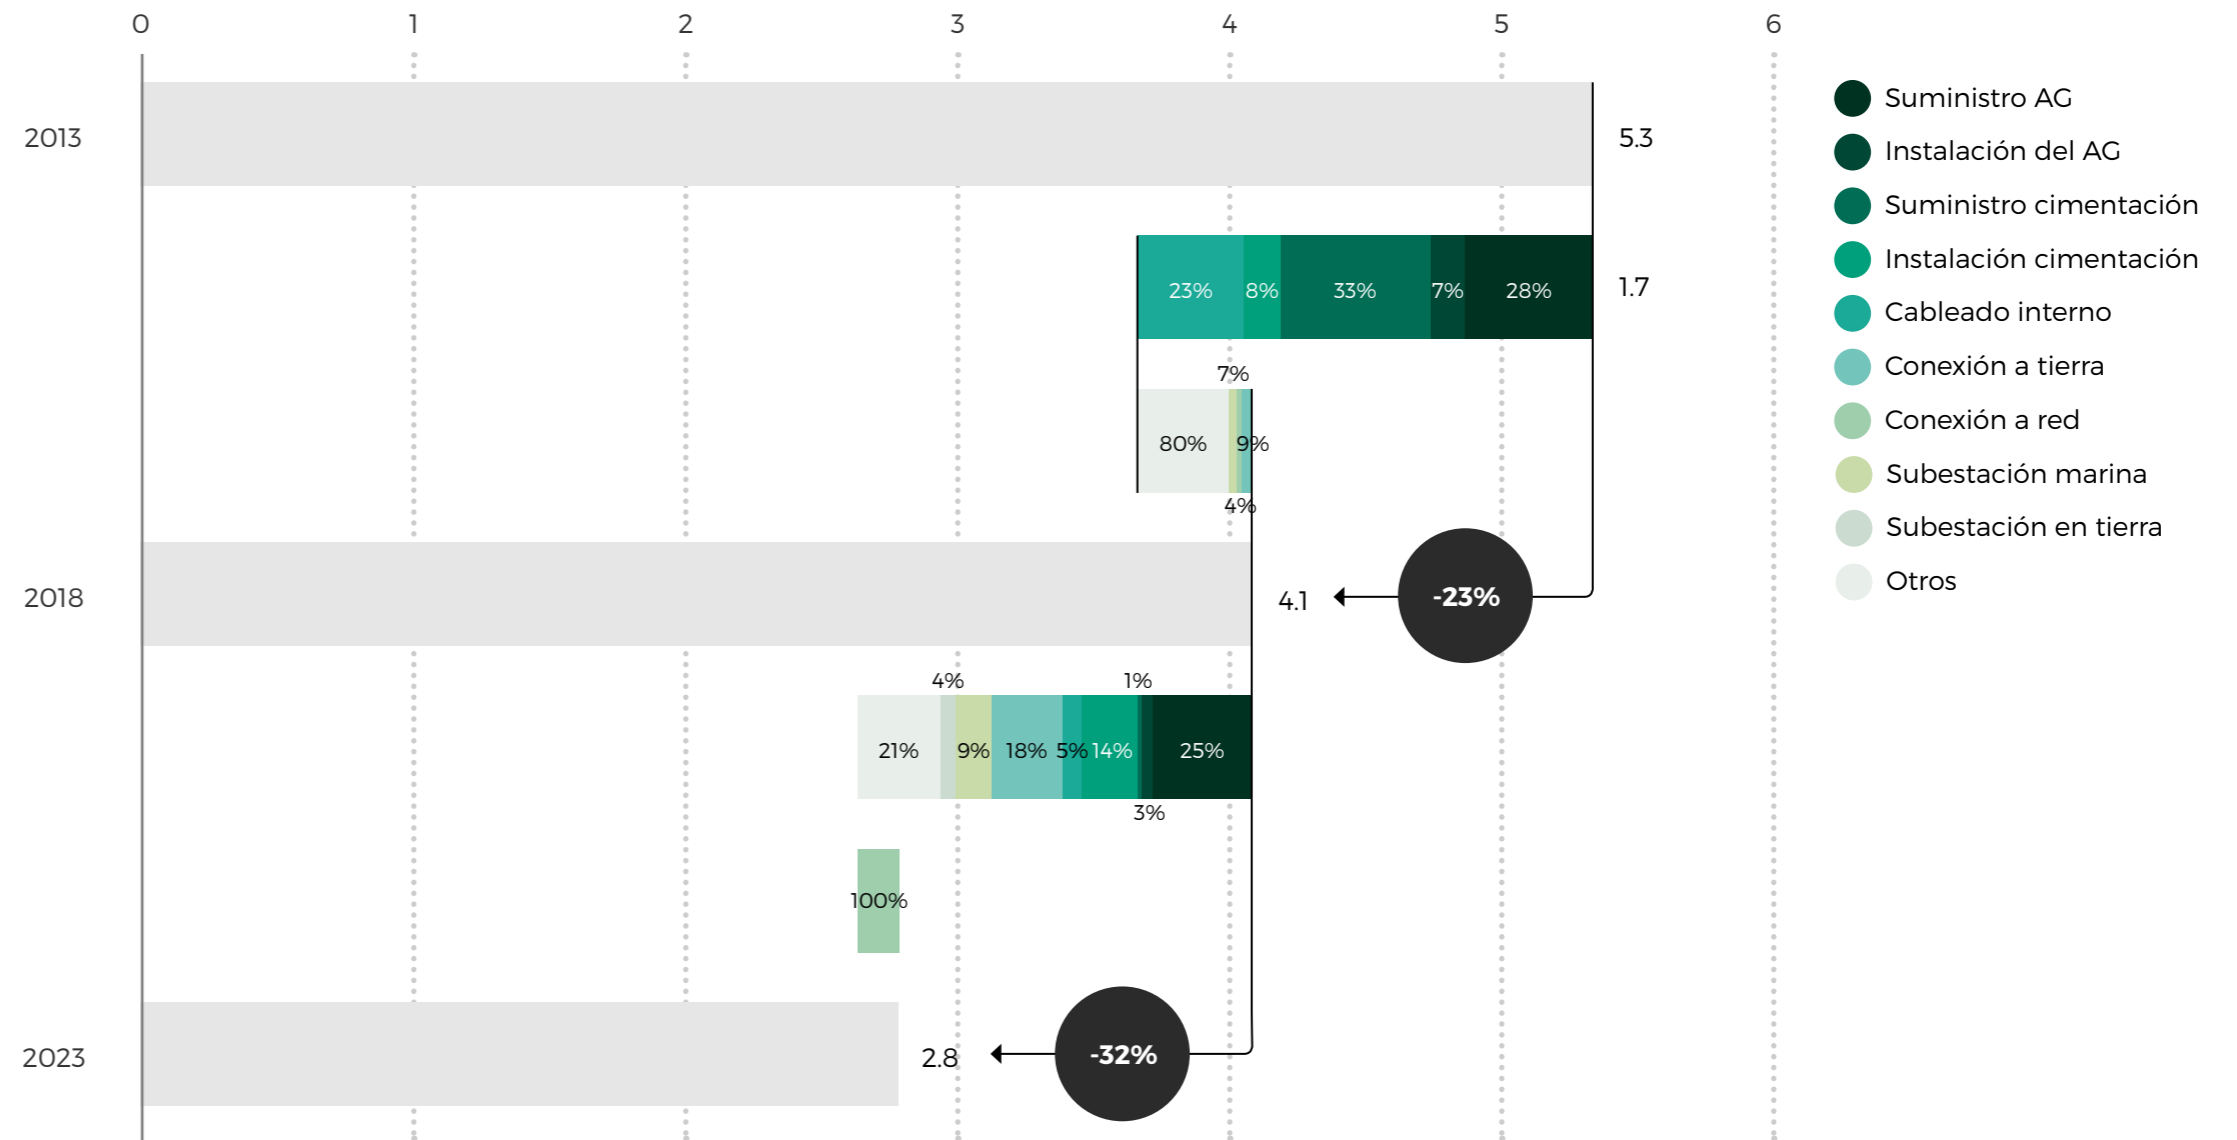 0 1 2 3 4 5 6
2013
5.3
23% 8% 33% 7% 28%
1.7
7%
80% 9%
4%
2018
4.1
-23%
4% 1%
21% 9% 18% 5% 14% 25%
3%
100%
2023
2.8
-32%
Suministro AG
Instalación del AG
Suministro cimentación
Instalación cimentación
Cableado interno
Conexión a tierra
Conexión a red
Subestación marina
Subestación en tierra
Otros